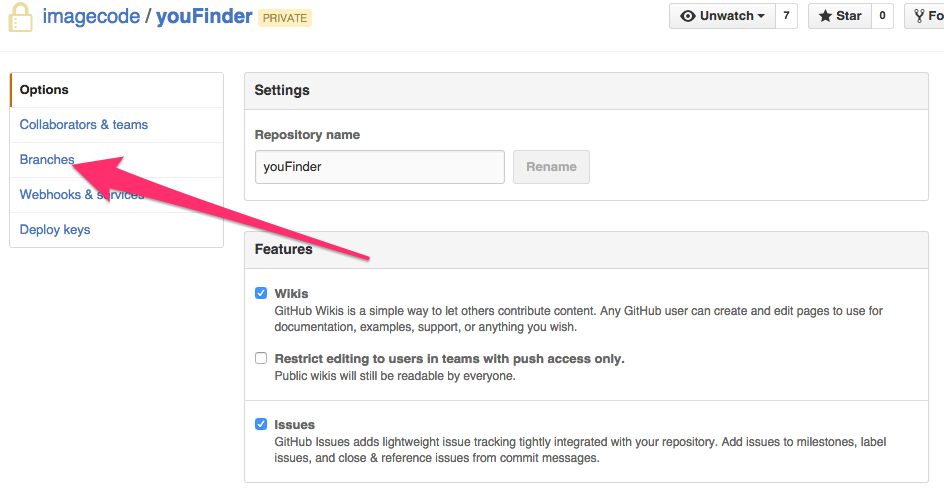 imagecode / youFinder PRIVATE
Unwatch 7 Star 0 Fo
Options
Collaborators & teams
Branches
Webhooks & services
Deploy keys
Settings
Repository name
youFinder Rename
Features
Wikis
GitHub Wikis is a simple way to let others contribute content. Any GitHub user can create and edit pages to use for
documentation, examples, support, or anything you wish.
Restrict editing to users in teams with push access only.
Public wikis will still be readable by everyone.
Issues
GitHub Issues adds lightweight issue tracking tightly integrated with your repository. Add issues to milestones, label
issues, and close & reference issues from commit messages.